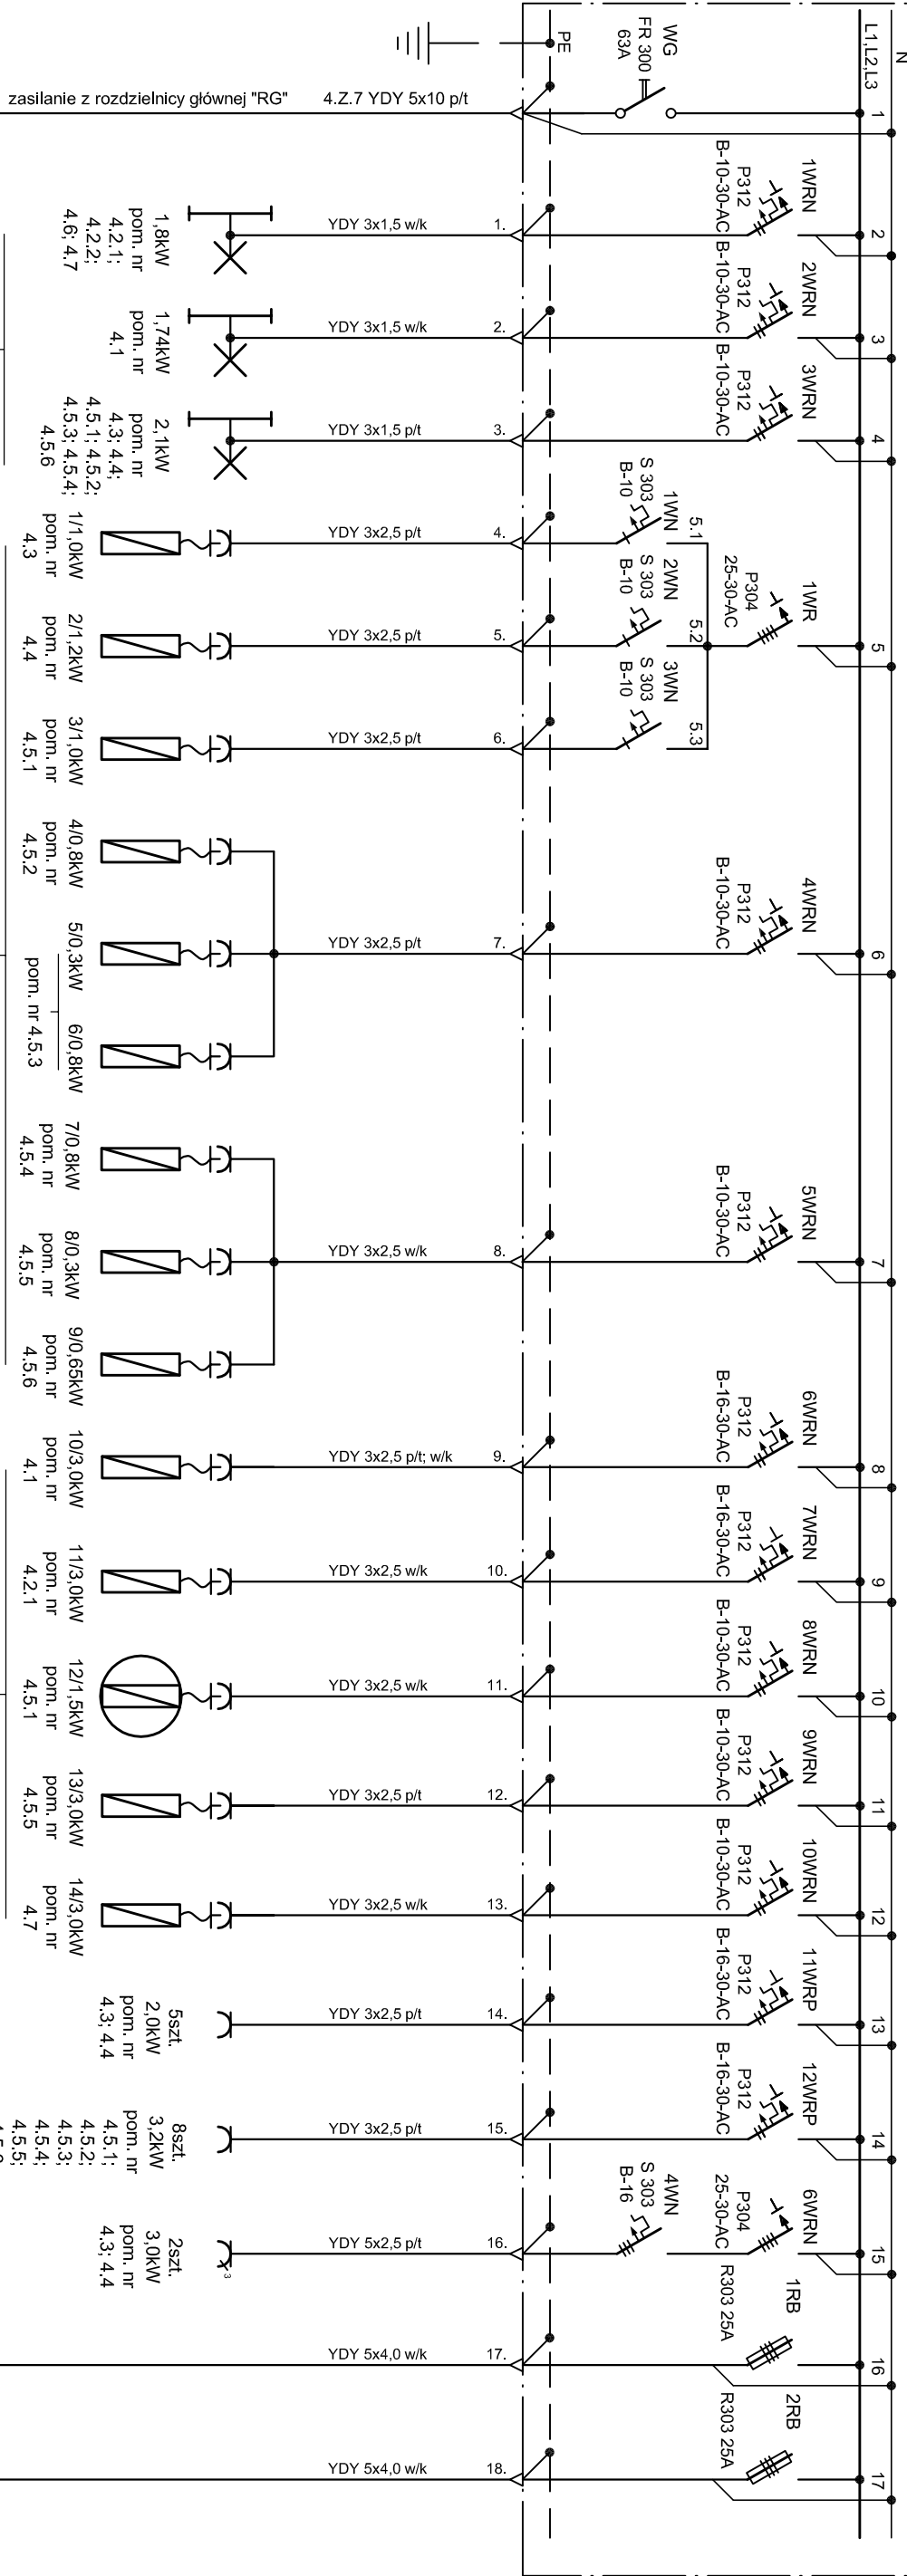 N
L1,L2,L3
PE
1
WG
FR 300
63A
zasilanie z rozdzielnicy głównej "RG"
4.Z.7 YDY 5x10 p/t
2
1WRN
P312
B-10-30-AC
1.
YDY 3x1,5 w/k
1,8kW
pom. nr
4.2.1;
4.2.2;
4.6; 4.7
3
2WRN
P312
B-10-30-AC
2.
YDY 3x1,5 w/k
1,74kW
pom. nr
4.1
4
3WRN
P312
B-10-30-AC
3.
YDY 3x1,5 p/t
2,1kW
pom. nr
4.3; 4.4;
4.5.1; 4.5.2;
4.5.3; 4.5.4;
4.5.6
5
1WR
P304
25-30-AC
5.1
1WN
S 303
B-10
4.
YDY 3x2,5 p/t
1/1,0kW
pom. nr
4.3
5.2
2WN
S 303
B-10
5.
YDY 3x2,5 p/t
2/1,2kW
pom. nr
4.4
5.3
3WN
S 303
B-10
6.
YDY 3x2,5 p/t
3/1,0kW
pom. nr
4.5.1
6
4WRN
P312
B-10-30-AC
7.
YDY 3x2,5 p/t
4/0,8kW
pom. nr
4.5.2
5/0,3kW
6/0,8kW
pom. nr 4.5.3
7
5WRN
P312
B-10-30-AC
8.
YDY 3x2,5 w/k
7/0,8kW
pom. nr
4.5.4
8/0,3kW
pom. nr
4.5.5
9/0,65kW
pom. nr
4.5.6
8
6WRN
P312
B-16-30-AC
9.
YDY 3x2,5 p/t; w/k
10/3,0kW
pom. nr
4.1
9
7WRN
P312
B-16-30-AC
10.
YDY 3x2,5 w/k
11/3,0kW
pom. nr
4.2.1
10
8WRN
P312
B-10-30-AC
11.
YDY 3x2,5 w/k
12/1,5kW
pom. nr
4.5.1
11
9WRN
P312
B-10-30-AC
12.
YDY 3x2,5 p/t
13/3,0kW
pom. nr
4.5.5
12
10WRN
P312
B-10-30-AC
13.
YDY 3x2,5 w/k
14/3,0kW
pom. nr
4.7
13
11WRP
P312
B-16-30-AC
14.
YDY 3x2,5 p/t
5szt.
2,0kW
pom. nr
4.3; 4.4
14
12WRP
P312
B-16-30-AC
15.
YDY 3x2,5 p/t
8szt.
3,2kW
pom. nr
4.5.1;
4.5.2;
4.5.3;
4.5.4;
4.5.5;
15
6WRN
P304
25-30-AC
4WN
S 303
B-16
16.
YDY 5x2,5 p/t
3
2szt.
3,0kW
pom. nr
4.3; 4.4
16
1RB
R303 25A
17.
YDY 5x4,0 w/k
17
2RB
R303 25A
18.
YDY 5x4,0 w/k